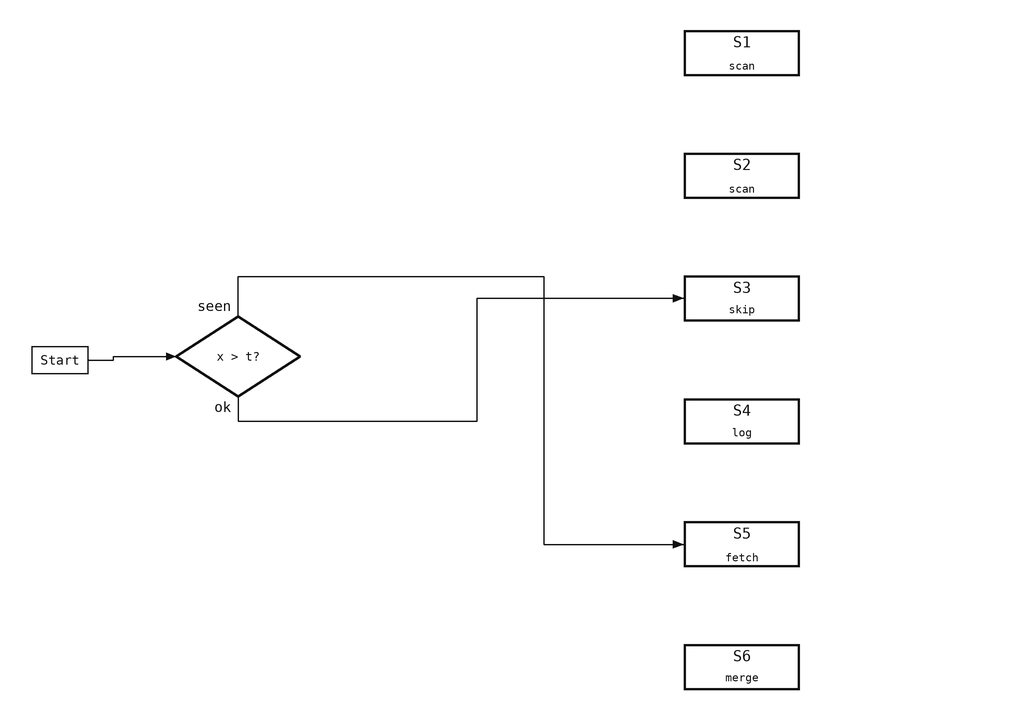 S1
scan
S2
scan
S3
skip
seen
x > t?
Start
ok
S4
log
S5
fetch
S6
merge